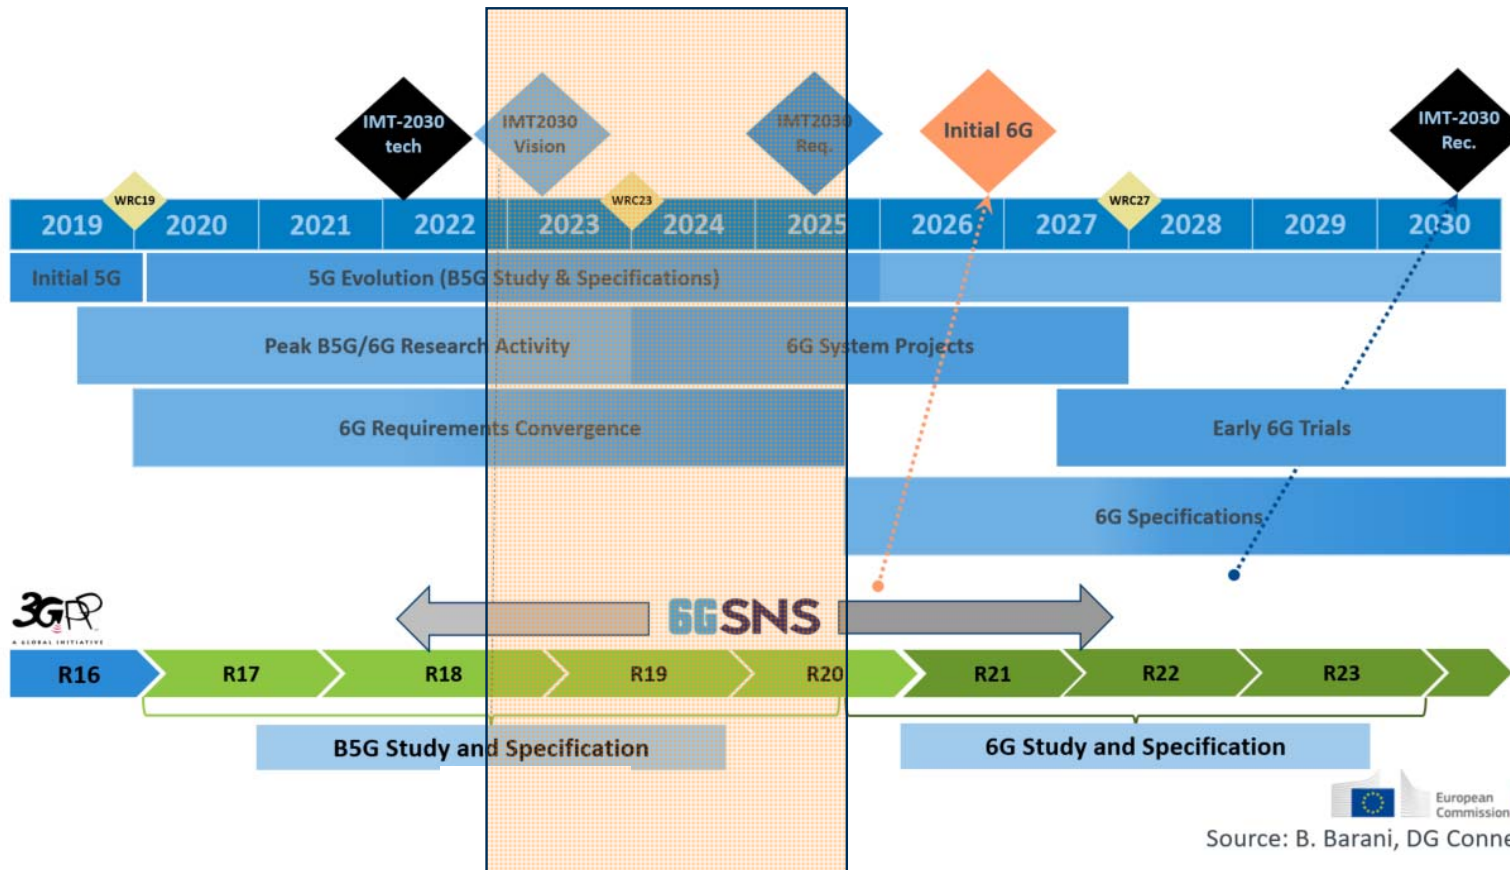 IMT-2030
tech
IMT2030
Vision
IMT2030
Req.
Initial 6G
IMT-2030
Rec.
WRC19
WRC23
WRC27
2019 2020 2021 2022 2023 2024 2025 2026 2027 2028 2029 2030
Initial 5G
5G Evolution (B5G Study & Specifications)
Peak B5G/6G Research Activity
6G System Projects
6G Requirements Convergence
Early 6G Trials
6G Specifications
3GPP
A GLOBAL INITIATIVE
6GSNS
R16 R17 R18 R19 R20 R21 R22 R23
B5G Study and Specification
6G Study and Specification
European
Commission
Source: B. Barani, DG Conne